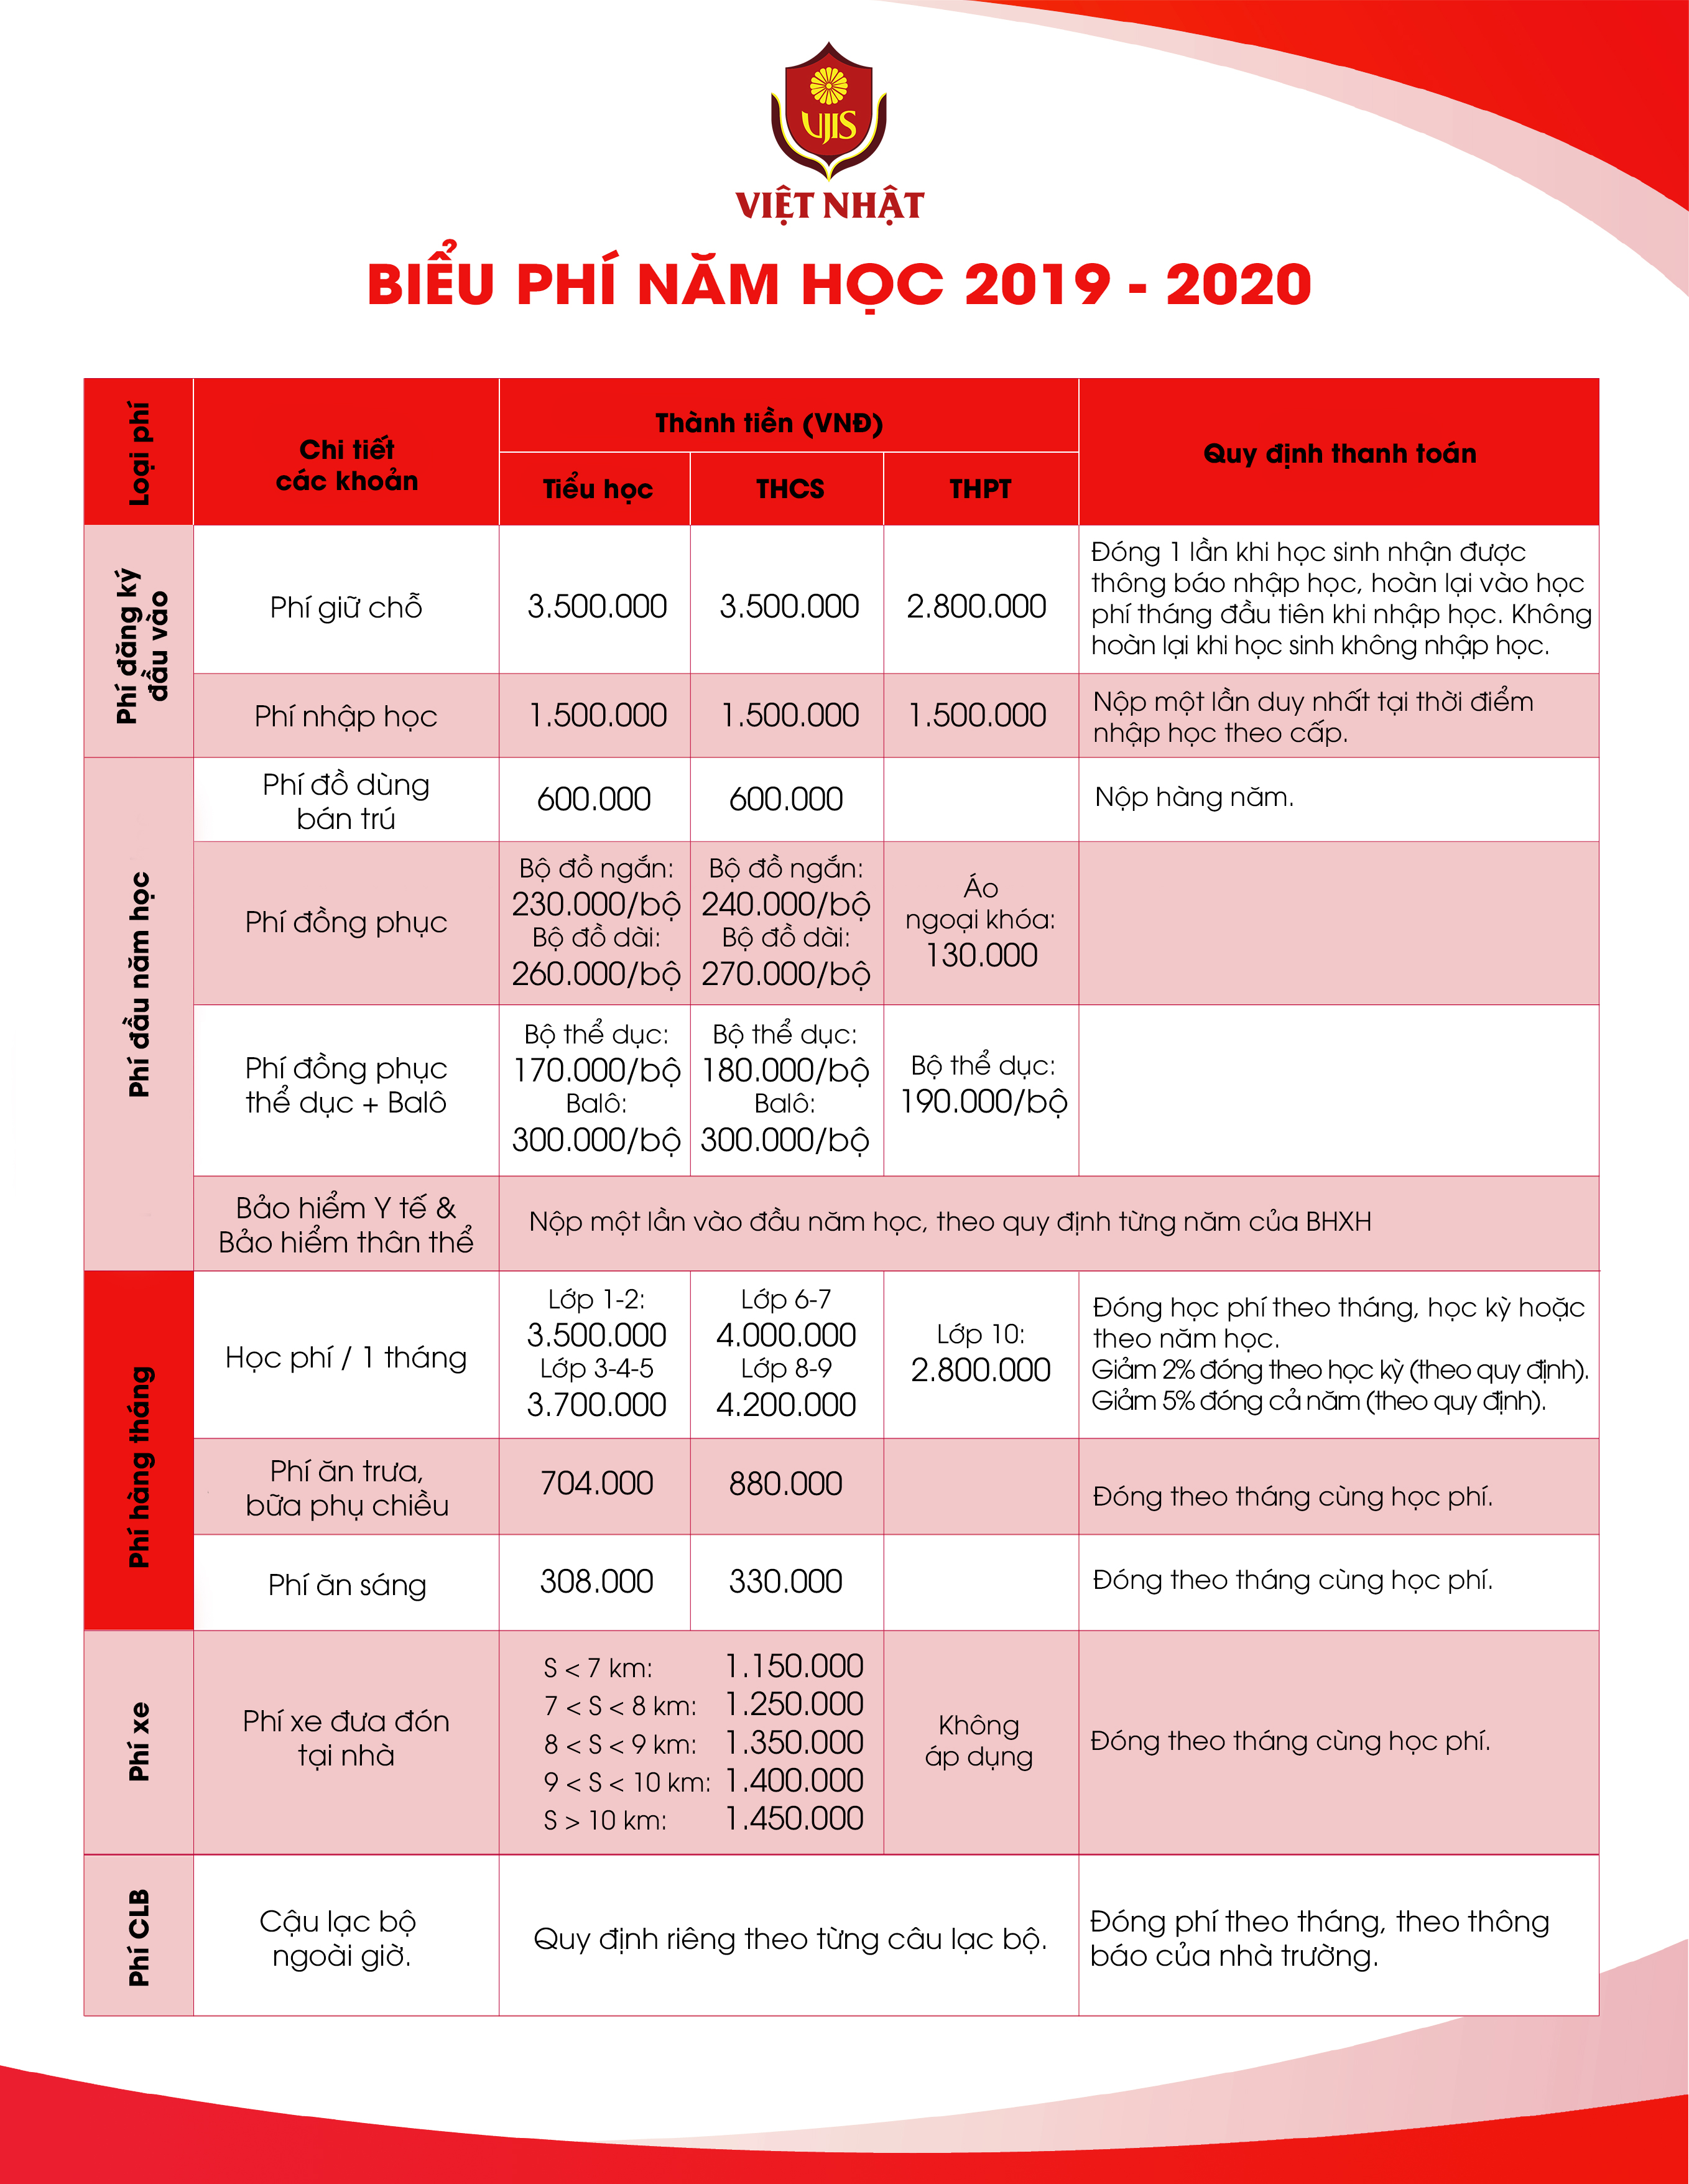 VJIS
VIỆT NHẬT
BIỂU PHÍ NĂM HỌC 2019 - 2020
Loại phí
Chi tiết
các khoản
Thành tiền (VNĐ)
Tiểu học
THCS
THPT
Quy định thanh toán
Phí đăng ký
đầu vào
Phí giữ chỗ
3.500.000
3.500.000
2.800.000
Đóng 1 lần khi học sinh nhận được
thông báo nhập học, hoàn lại vào học
phí tháng đầu tiên khi nhập học. Không
hoàn lại khi học sinh không nhập học.
Phí nhập học
1.500.000
1.500.000
1.500.000
Nộp một lần duy nhất tại thời điểm
nhập học theo cấp.
Phí đầu năm học
Phí đồ dùng
bán trú
600.000
600.000
Nộp hàng năm.
Phí đồng phục
Bộ đồ ngắn:
230.000/bộ
Bộ đồ dài:
260.000/bộ
Bộ đồ ngắn:
240.000/bộ
Bộ đồ dài:
270.000/bộ
Áo
ngoại khóa:
130.000
Phí đồng phục
thể dục + Balô
Bộ thể dục:
170.000/bộ
Balô:
300.000/bộ
Bộ thể dục:
180.000/bộ
Balô:
300.000/bộ
Bộ thể dục:
190.000/bộ
Bảo hiểm Y tế &
Bảo hiểm thân thể
Nộp một lần vào đầu năm học, theo quy định từng năm của BHXH
Phí hàng tháng
Học phí / 1 tháng
Lớp 1-2:
3.500.000
Lớp 3-4-5
3.700.000
Lớp 6-7
4.000.000
Lớp 8-9
4.200.000
Lớp 10:
2.800.000
Đóng học phí theo tháng, học kỳ hoặc
theo năm học.
Giảm 2% đóng theo học kỳ (theo quy định).
Giảm 5% đóng cả năm (theo quy định).
Phí ăn trưa,
bữa phụ chiều
704.000
880.000
Đóng theo tháng cùng học phí.
Phí ăn sáng
308.000
330.000
Đóng theo tháng cùng học phí.
Phí xe
Phí xe đưa đón
tại nhà
S < 7 km: 1.150.000
7 < S < 8 km: 1.250.000
8 < S < 9 km: 1.350.000
9 < S < 10 km: 1.400.000
S > 10 km: 1.450.000
Không
áp dụng
Đóng theo tháng cùng học phí.
Phí CLB
Cậu lạc bộ
ngoài giờ.
Quy định riêng theo từng câu lạc bộ.
Đóng phí theo tháng, theo thông
báo của nhà trường.